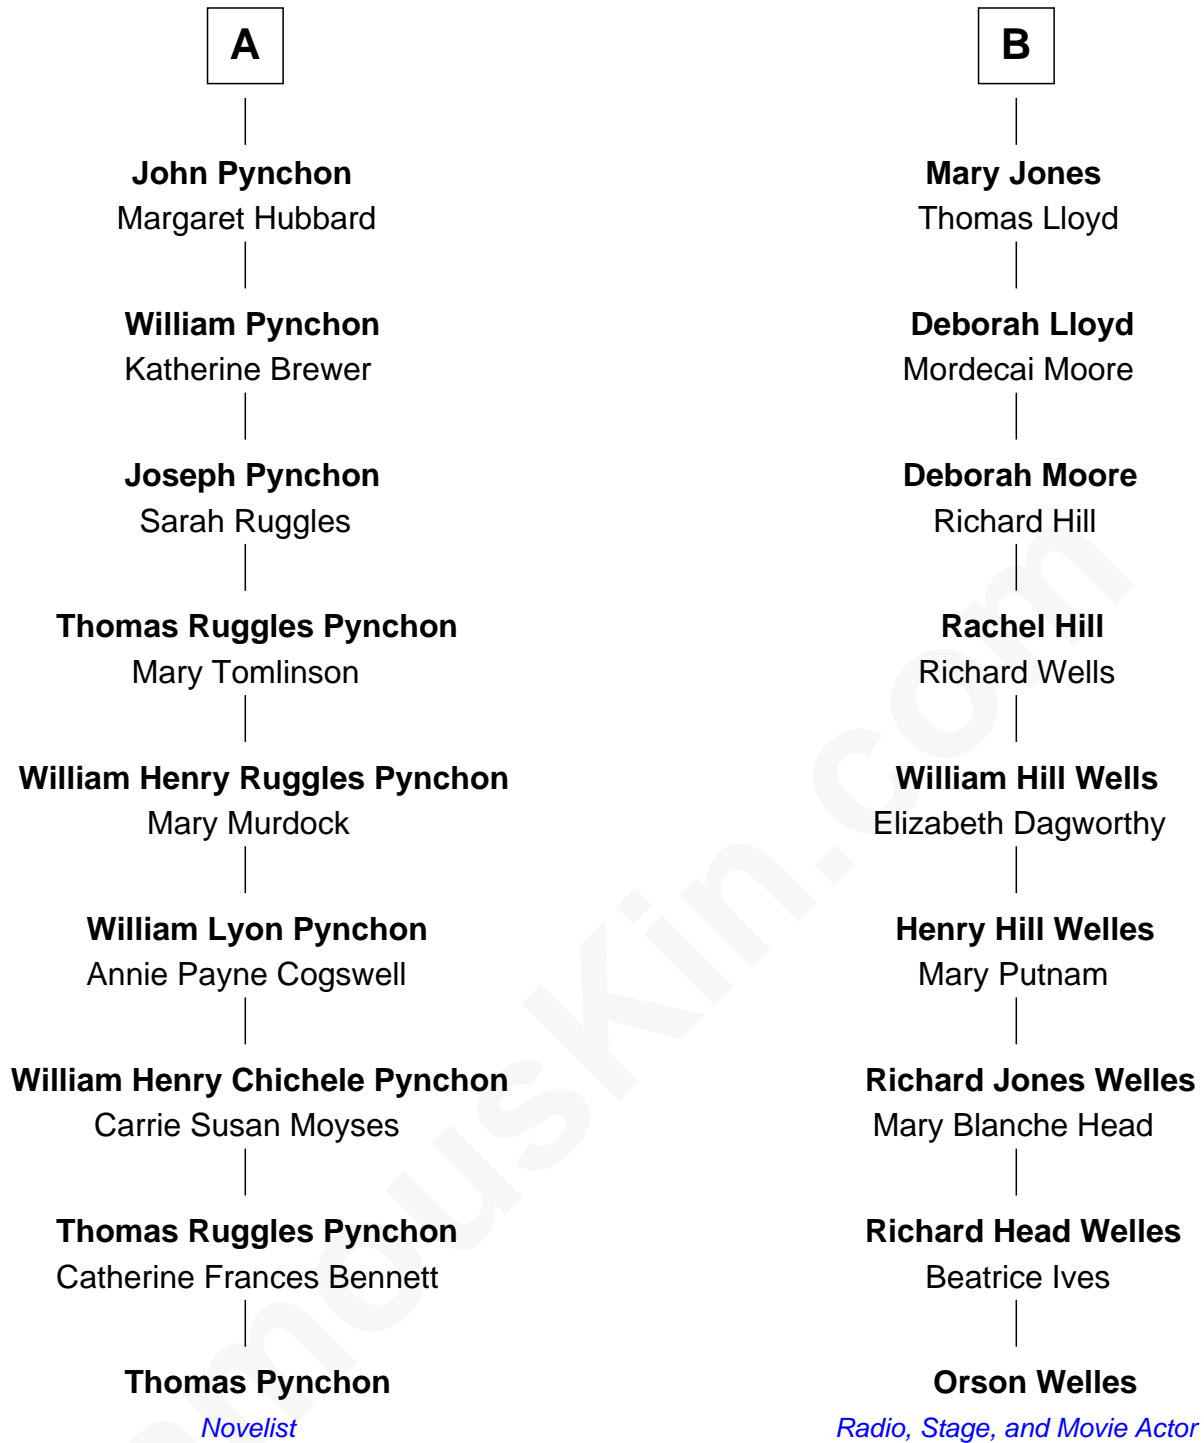 A
John Pynchon
Margaret Hubbard
William Pynchon
Katherine Brewer
Joseph Pynchon
Sarah Ruggles
Thomas Ruggles Pynchon
Mary Tomlinson
William Henry Ruggles Pynchon
Mary Murdock
William Lyon Pynchon
Annie Payne Cogswell
William Henry Chichele Pynchon
Carrie Susan Moyses
Thomas Ruggles Pynchon
Catherine Frances Bennett
Thomas Pynchon
Novelist
B
Mary Jones
Thomas Lloyd
Deborah Lloyd
Mordecai Moore
Deborah Moore
Richard Hill
Rachel Hill
Richard Wells
William Hill Wells
Elizabeth Dagworthy
Henry Hill Welles
Mary Putnam
Richard Jones Welles
Mary Blanche Head
Richard Head Welles
Beatrice Ives
Orson Welles
Radio, Stage, and Movie Actor
amousKin.com